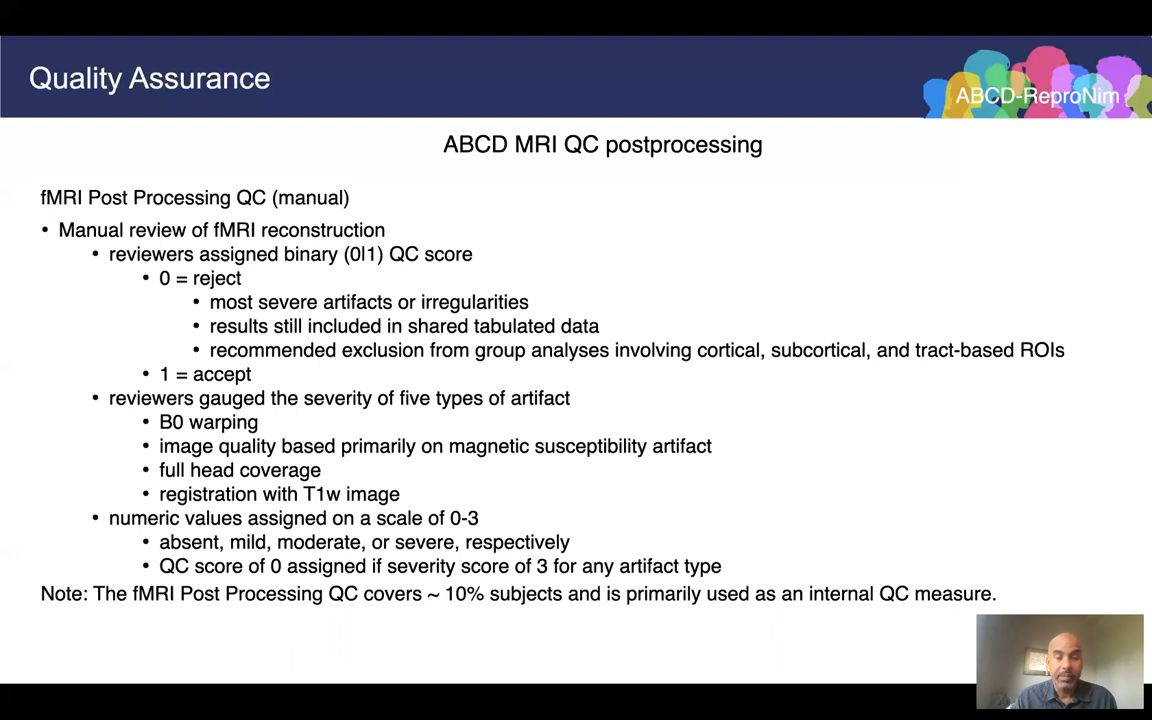 Quality Assurance
ABCD-ReproNim
ABCD MRI QC postprocessing
fMRI Post Processing QC (manual)
• Manual review of fMRI reconstruction
• reviewers assigned binary (0|1) QC score
• 0 = reject
• most severe artifacts or irregularities
• results still included in shared tabulated data
• recommended exclusion from group analyses involving cortical, subcortical, and tract-based ROIs
• 1 = accept
• reviewers gauged the severity of five types of artifact
• B0 warping
• image quality based primarily on magnetic susceptibility artifact
• full head coverage
• registration with T1w image
• numeric values assigned on a scale of 0-3
• absent, mild, moderate, or severe, respectively
• QC score of 0 assigned if severity score of 3 for any artifact type
Note: The fMRI Post Processing QC covers ~ 10% subjects and is primarily used as an internal QC measure.